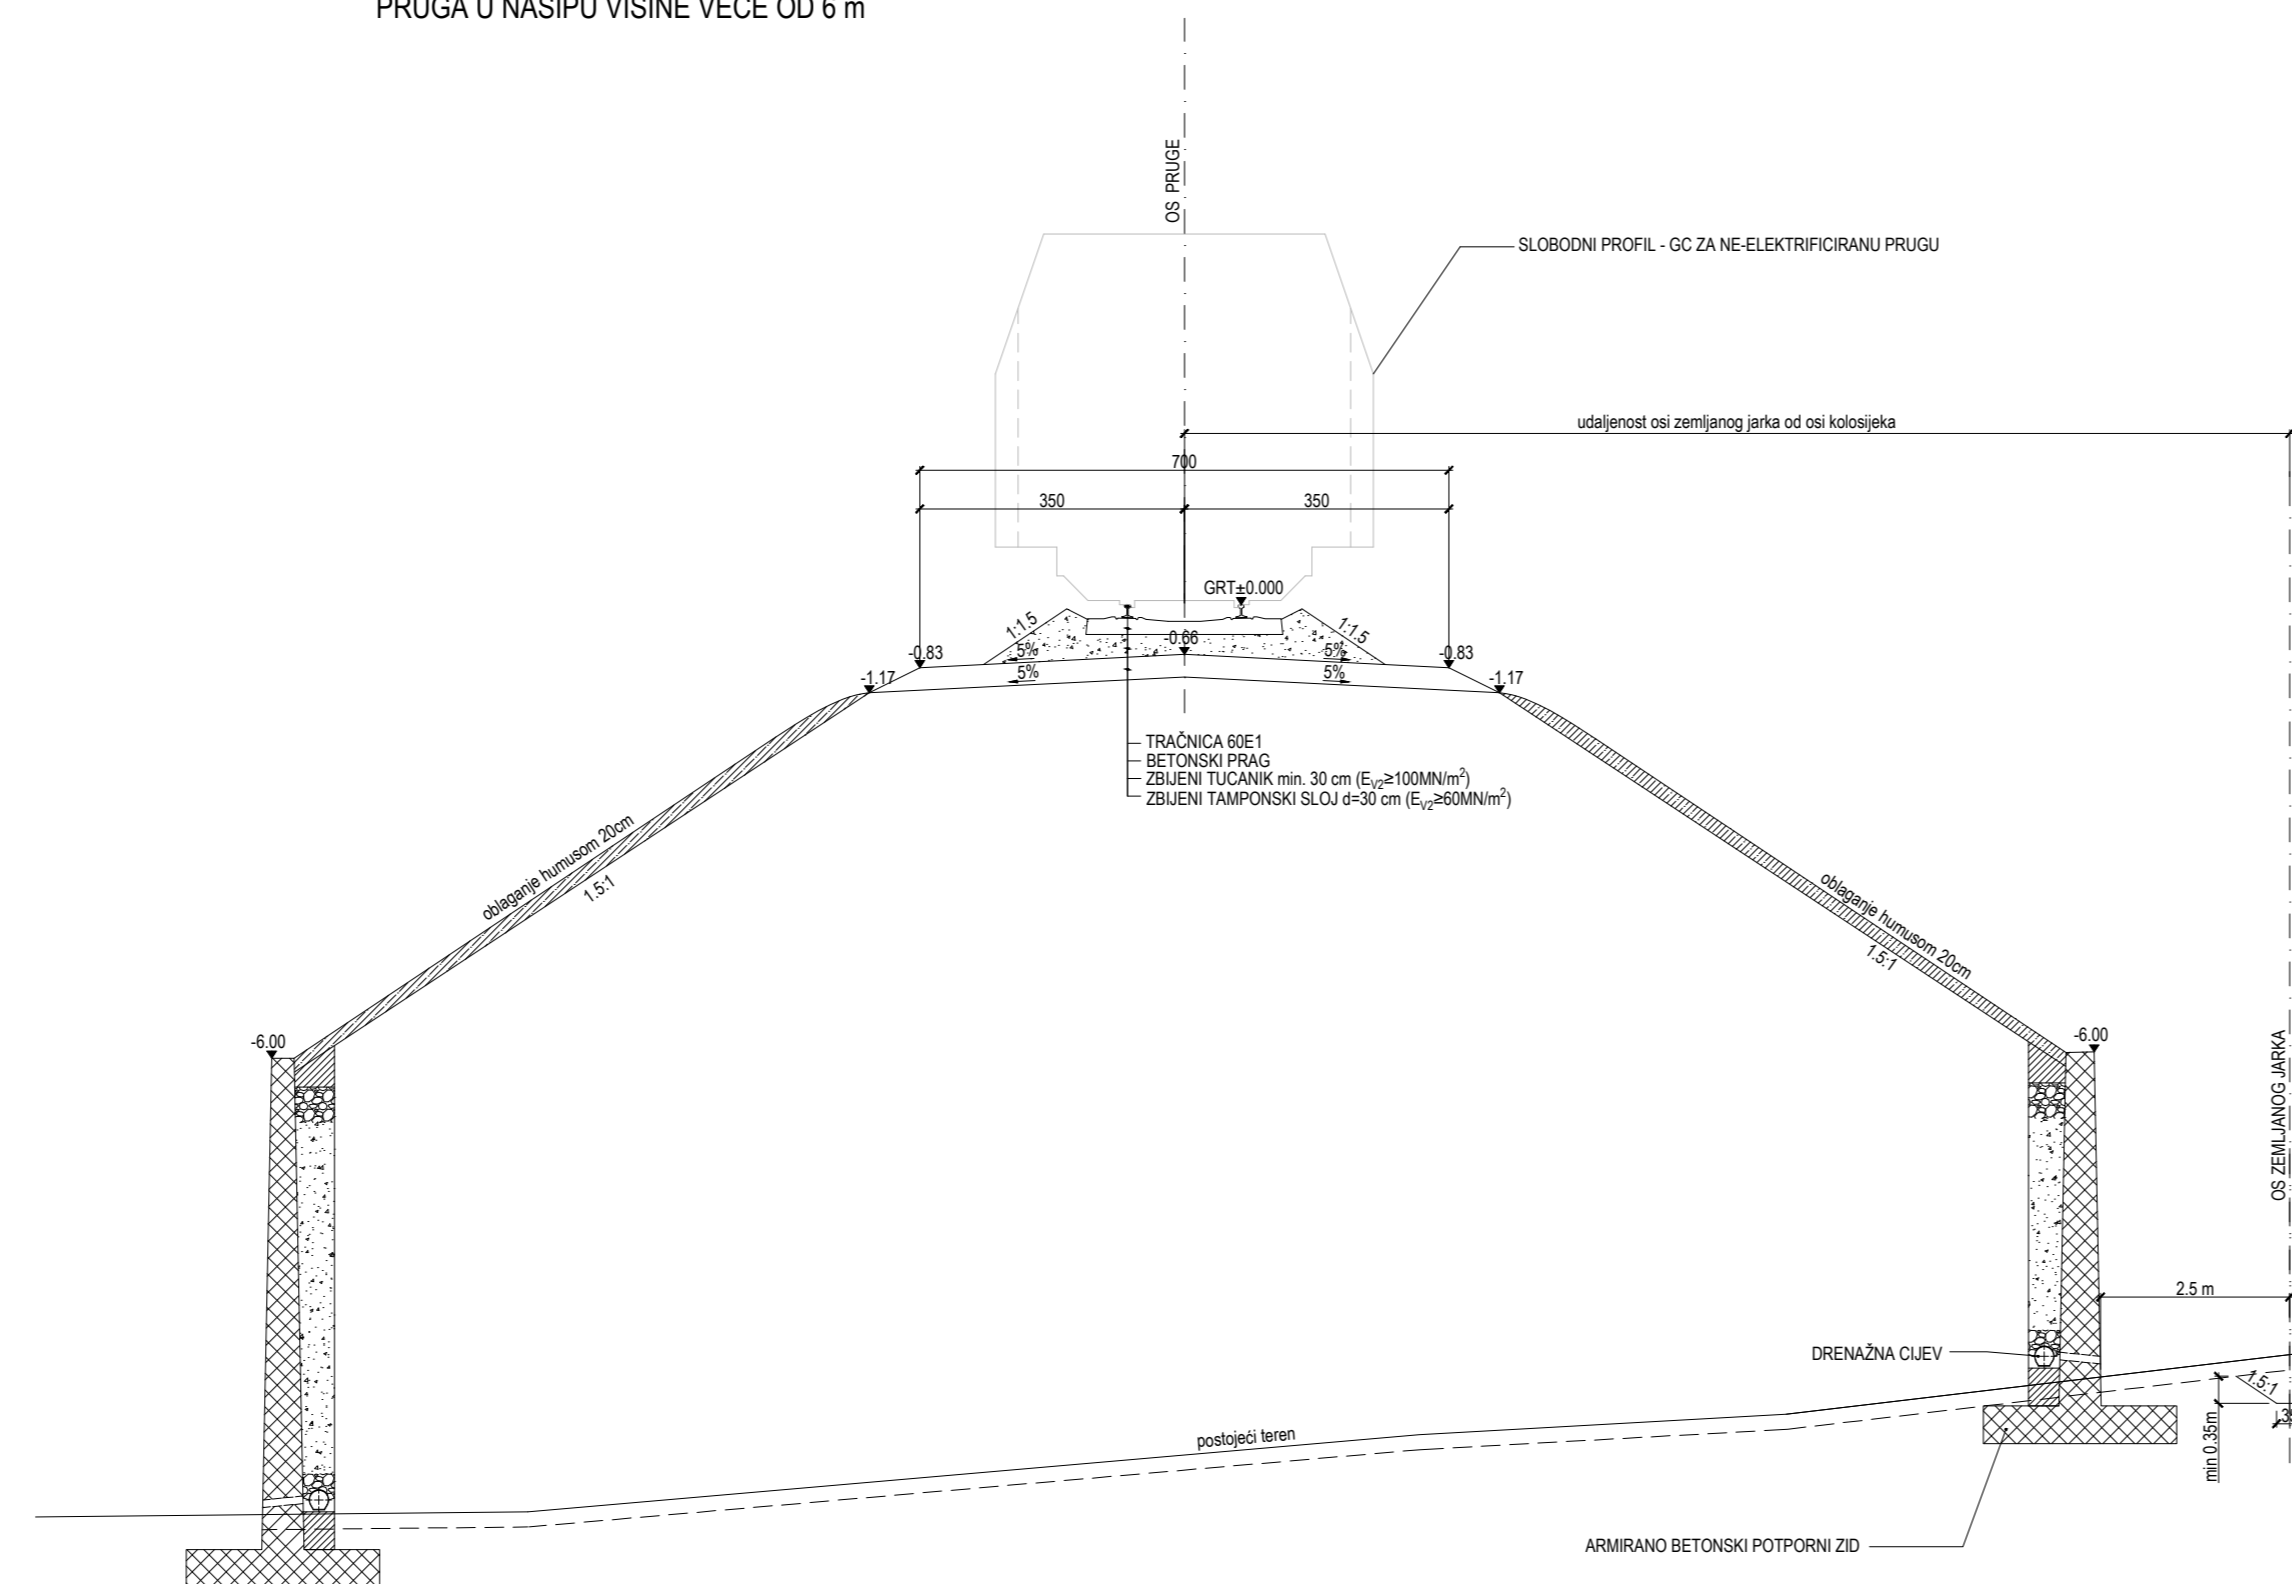 PRUGA U NASIPU VISINE VEĆE OD 6 m
OS PRUGE
SLOBODNI PROFIL - GC ZA NE-ELEKTRIFICIRANU PRUGU
udaljenost osi zemljanog jarka od osi kolosijeka
700
350
350
GRT±0.000
1:1.5
1:1.5
-0.66
-0.83
5%
5%
-0.83
-1.17
5%
5%
-1.17
TRAČNICA 60E1
BETONSKI PRAG
ZBIJENI TUCANIK min. 30 cm (EV2≥100MN/m²)
ZBIJENI TAMPONSKI SLOJ d=30 cm (EV2≥60MN/m²)
oblaganje humusom 20cm
1.5:1
oblaganje humusom 20cm
1.5:1
-6.00
-6.00
OS ZEMLJANOG JARKA
2.5 m
DRENAŽNA CIJEV
1.5:1
min 0.35m
postojeći teren
ARMIRANO BETONSKI POTPORNI ZID